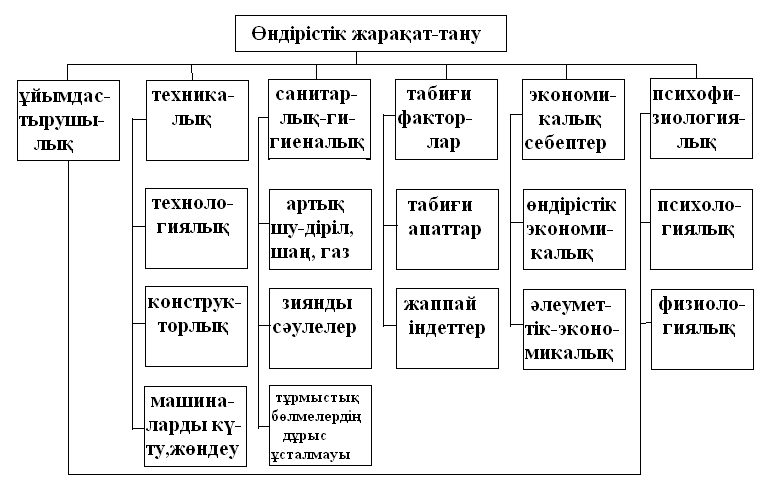 Өндірістік жарақат-тану
ұйымдас-
тырушы-
лық
техника-
лық
санитар-
лық-ги-
гиеналық
табиғи
фактор-
лар
экономи-
калық
себептер
психофи-
зиология-
лық
техноло-
гиялық
артық
шу-діріл,
шаң, газ
табиғи
апаттар
өндірістік
экономи-
калық
психоло-
гиялық
конструк-
торлық
зиянды
сәулелер
жаппай
індеттер
әлеумет-
тік-эконо-
микалық
физиоло-
гиялық
машина-
ларды кү-
ту,жөндеу
тұрмыстық
бөлмелердің
дұрыс
ұсталмауы